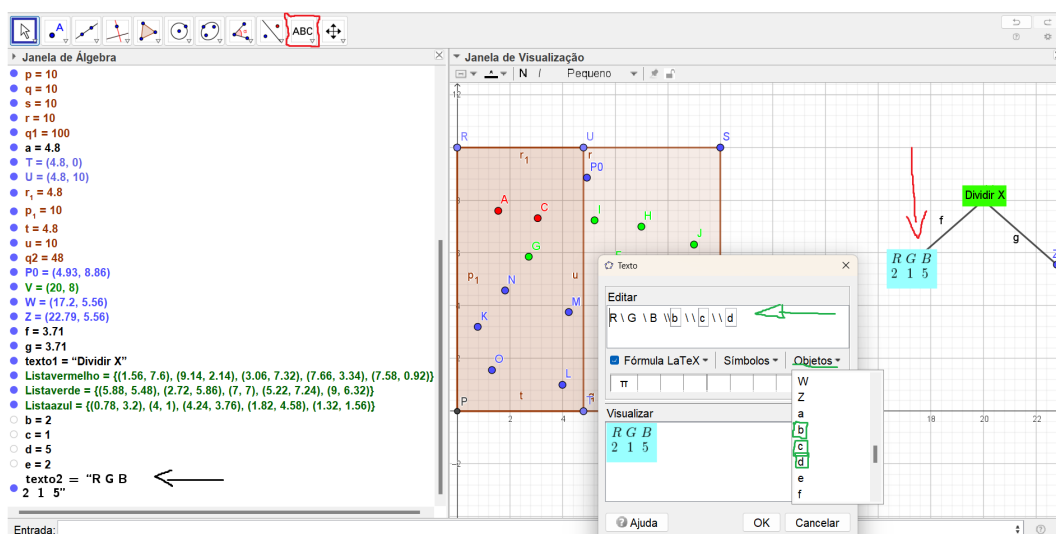 ABC
Janela de Álgebra
p = 10
q = 10
s = 10
r = 10
q1 = 100
a = 4.8
T = (4.8, 0)
U = (4.8, 10)
r₁ = 4.8
p₁ = 10
t = 4.8
u = 10
q2 = 48
P0 = (4.93, 8.86)
V = (20, 8)
W = (17.2, 5.56)
Z = (22.79, 5.56)
f = 3.71
g = 3.71
texto1 = "Dividir X"
Listavermelho = {(1.56, 7.6), (9.14, 2.14), (3.06, 7.32), (7.66, 3.34), (7.58, 0.92)}
Listaverde = {(5.88, 5.48), (2.72, 5.86), (7, 7), (5.22, 7.24), (9, 6.32)}
Listaazul = {(0.78, 3.2), (4, 1), (4.24, 3.76), (1.82, 4.58), (1.32, 1.56)}
b = 2
c = 1
d = 5
e = 2
texto2 = "R G B
2 1 5"
Entrada:
Janela de Visualização
N I Pequeno
12
R U S
r₁ r
P0
A C I H
G J
p₁ N u
K M
O L
P t T
18 20 22
Dividir X
f g
Z
R G B
2 1 5
Texto
Editar
R \ G \ B \\ b \ \ c \ \ d
Fórmula LaTeX Símbolos Objetos
π
W
Z
a
b
c
d
e
f
Visualizar
R G B
2 1 5
Ajuda OK Cancelar